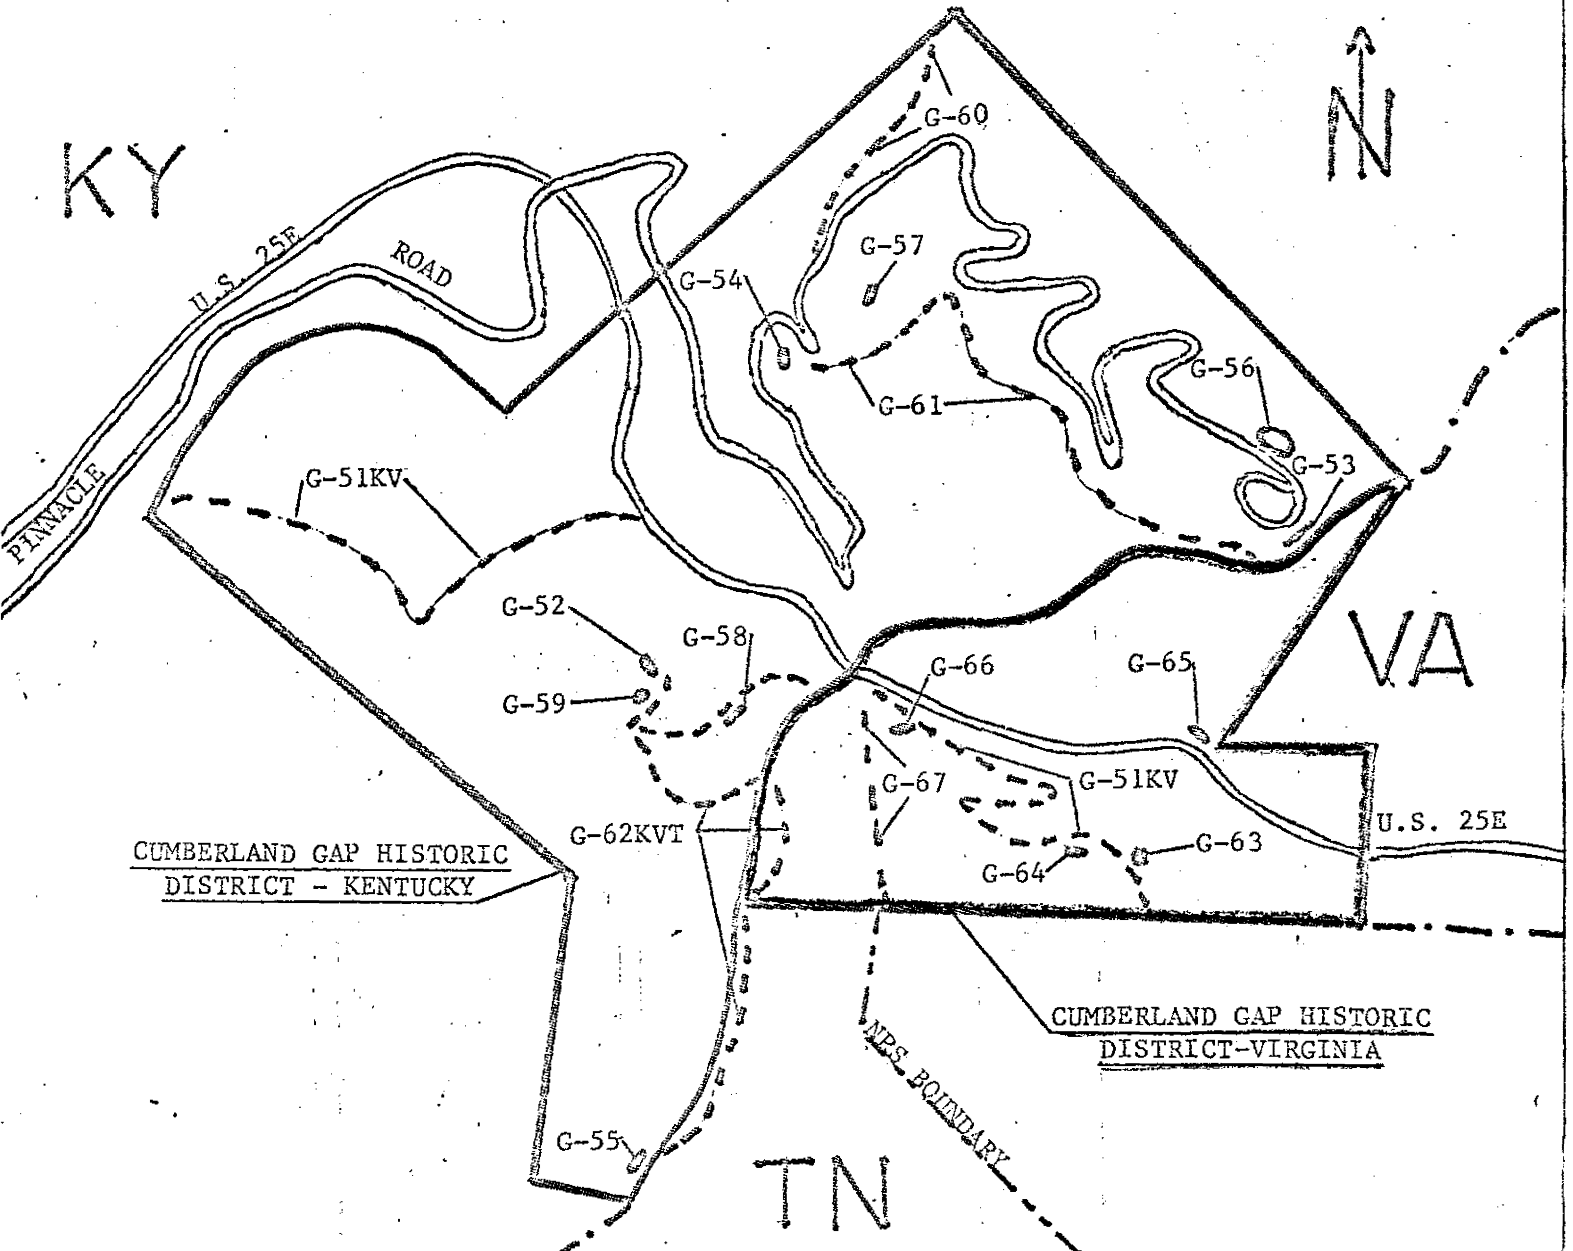 N
KY
G-60
U.S. 25E
ROAD
G-57
G-54
G-56
G-61
G-53
G-51KV
PINNACLE
G-52
G-58
VA
G-66
G-65
G-59
G-67
G-51KV
G-62KVT
U.S. 25E
G-63
CUMBERLAND GAP HISTORIC
DISTRICT - KENTUCKY
G-64
CUMBERLAND GAP HISTORIC
DISTRICT-VIRGINIA
NPS BOUNDARY
G-55
TN